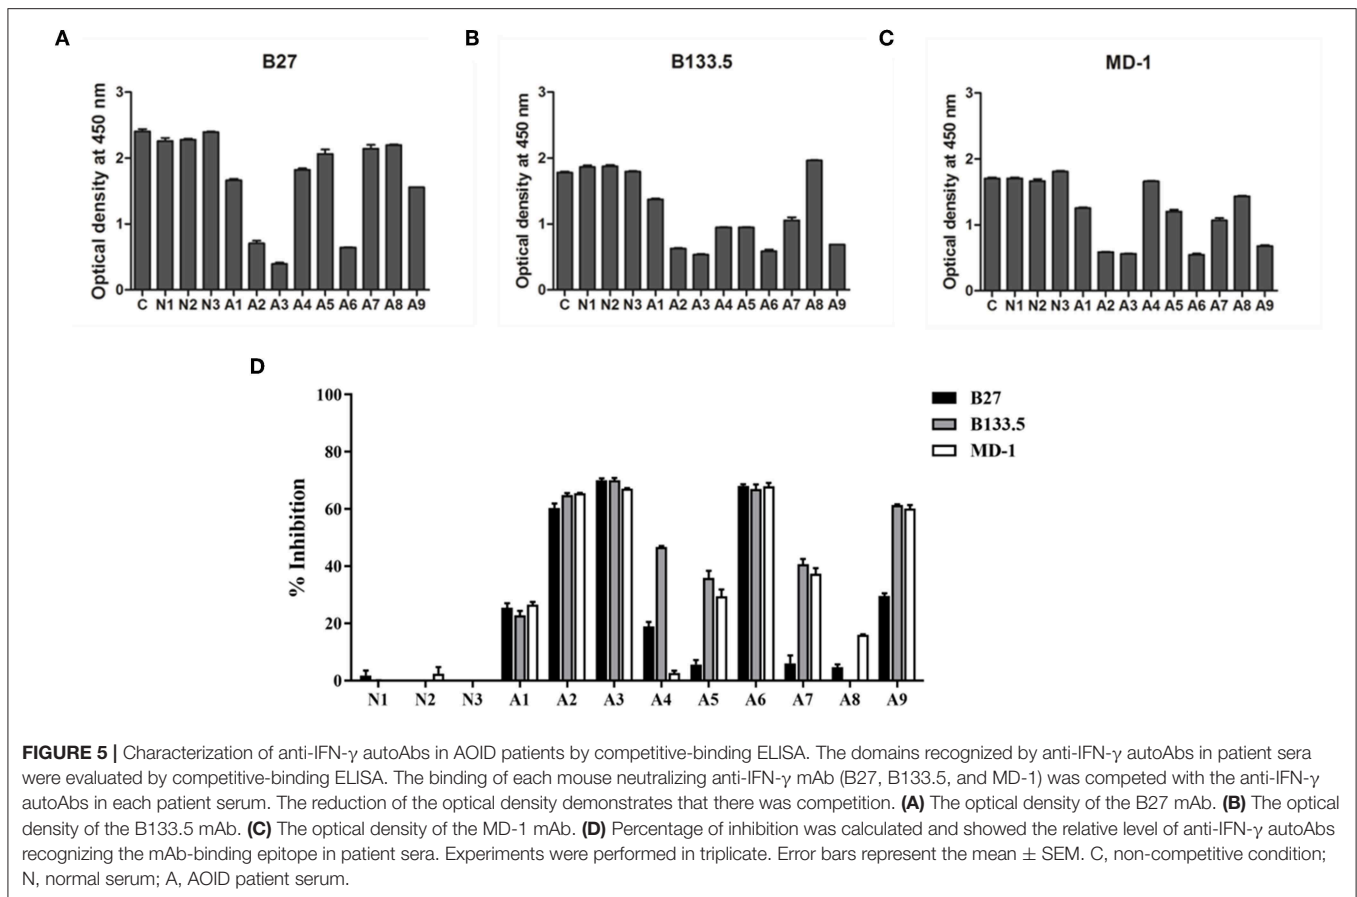 A
B27
Optical density at 450 nm
3
2
1
0
C N1 N2 N3 A1 A2 A3 A4 A5 A6 A7 A8 A9
B
B133.5
Optical density at 450 nm
3
2
1
0
C N1 N2 N3 A1 A2 A3 A4 A5 A6 A7 A8 A9
C
MD-1
Optical density at 450 nm
3
2
1
0
C N1 N2 N3 A1 A2 A3 A4 A5 A6 A7 A8 A9
D
% Inhibition
100
80
60
40
20
0
N1 N2 N3 A1 A2 A3 A4 A5 A6 A7 A8 A9
B27
B133.5
MD-1
FIGURE 5 | Characterization of anti-IFN-γ autoAbs in AOID patients by competitive-binding ELISA. The domains recognized by anti-IFN-γ autoAbs in patient sera
were evaluated by competitive-binding ELISA. The binding of each mouse neutralizing anti-IFN-γ mAb (B27, B133.5, and MD-1) was competed with the anti-IFN-γ
autoAbs in each patient serum. The reduction of the optical density demonstrates that there was competition. (A) The optical density of the B27 mAb. (B) The optical
density of the B133.5 mAb. (C) The optical density of the MD-1 mAb. (D) Percentage of inhibition was calculated and showed the relative level of anti-IFN-γ autoAbs
recognizing the mAb-binding epitope in patient sera. Experiments were performed in triplicate. Error bars represent the mean ± SEM. C, non-competitive condition;
N, normal serum; A, AOID patient serum.